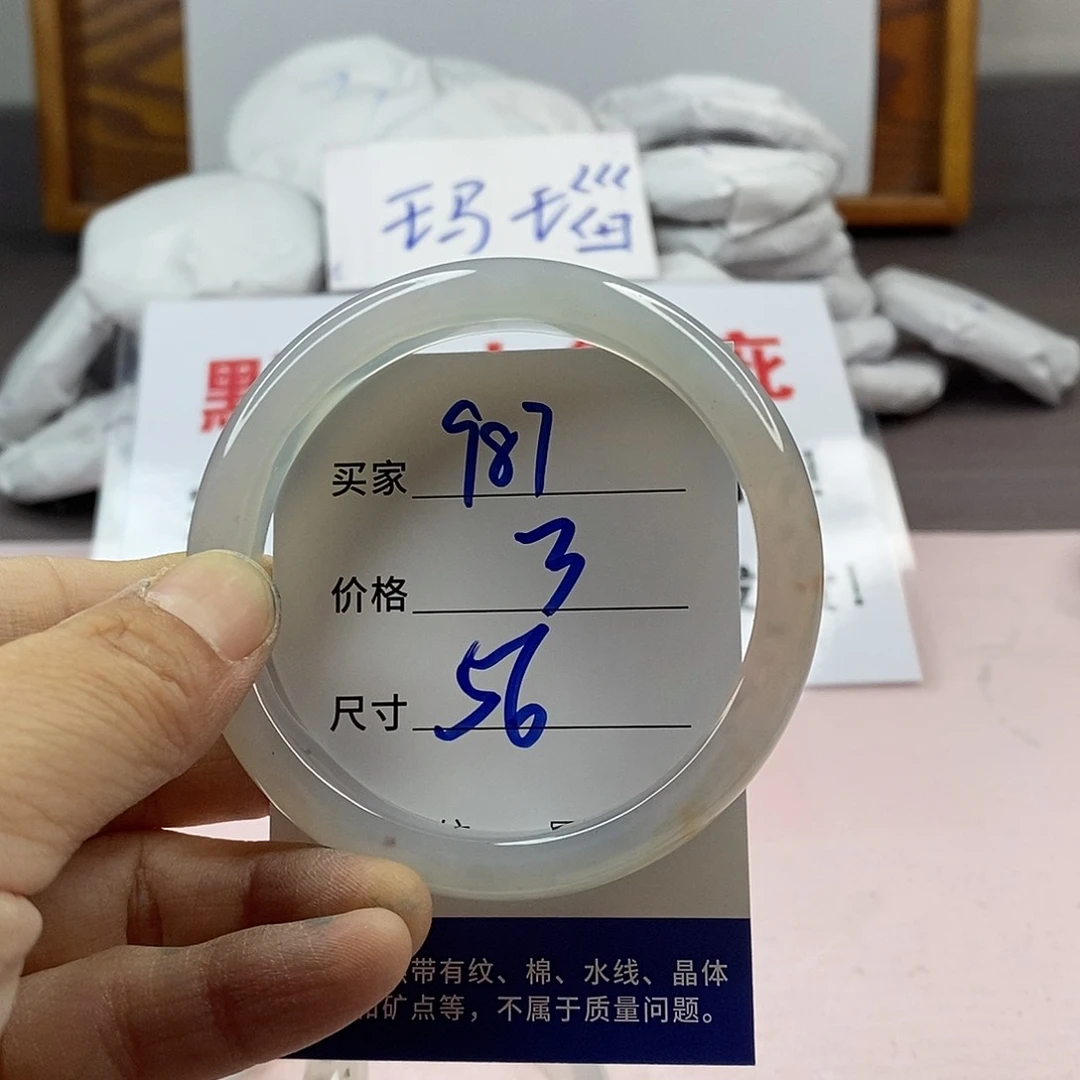 玛瑙
买家 987
价格 3
尺寸 56
带有纹、棉、水线、晶体
矿点等，不属于质量问题。